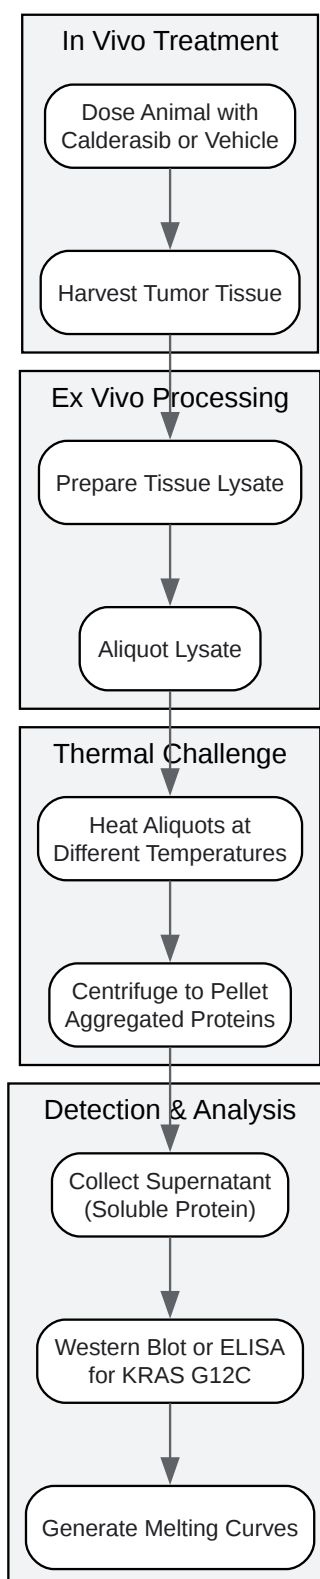 In Vivo Treatment
Dose Animal with
Calderasib or Vehicle
Harvest Tumor Tissue
Ex Vivo Processing
Prepare Tissue Lysate
Aliquot Lysate
Thermal Challenge
Heat Aliquots at
Different Temperatures
Centrifuge to Pellet
Aggregated Proteins
Detection & Analysis
Collect Supernatant
(Soluble Protein)
Western Blot or ELISA
for KRAS G12C
Generate Melting Curves